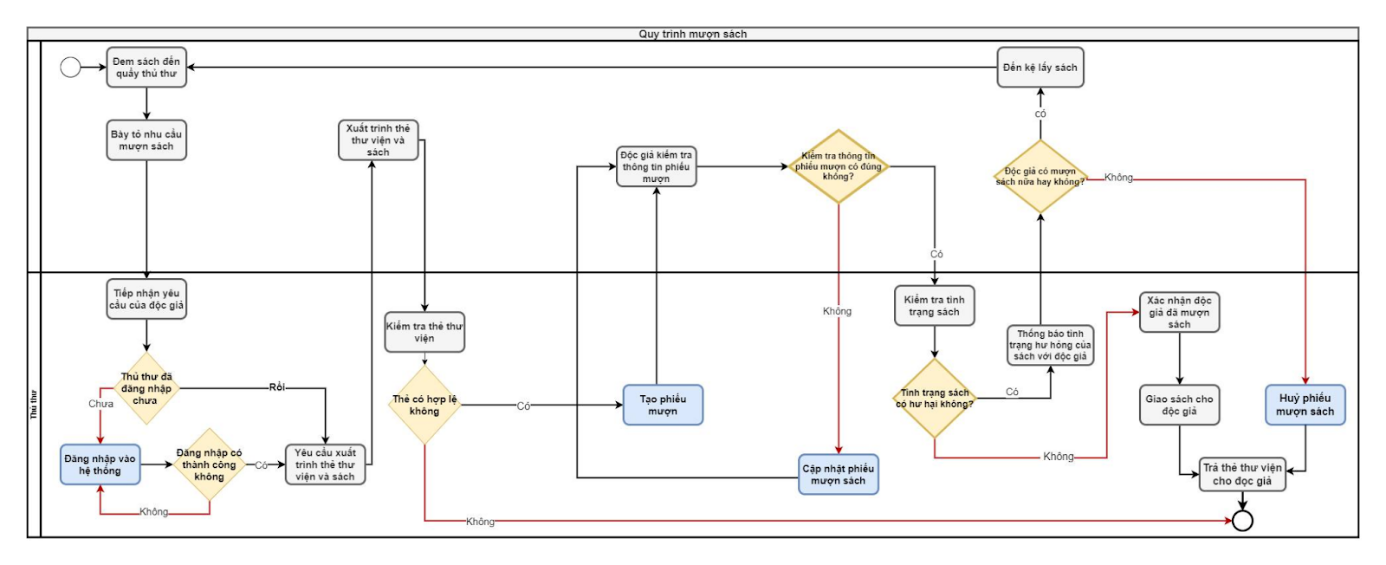 Quy trình mượn sách
Đem sách đến
quầy thủ thư
Đến kệ lấy sách
Bày tỏ nhu cầu
mượn sách
Xuất trình thẻ
thư viện và
sách
Độc giả kiểm tra
thông tin phiếu
mượn
Kiểm tra thông tin
phiếu mượn có đúng
không?
có
Độc giả có mượn
sách nữa hay không?
Không
Có
Thủ thư
Tiếp nhận yêu
cầu của độc giả
Kiểm tra thẻ thư
viện
Không
Kiểm tra tình
trạng sách
Xác nhận độc
giả đã mượn
sách
Thông báo tình
trạng hư hỏng của
sách với độc giả
Thủ thư đã
đăng nhập
chưa
Rồi
Chưa
Thẻ có hợp lệ
không
Có
Tạo phiếu
mượn
Tình trạng sách
có hư hại không?
Có
Giao sách cho
độc giả
Huỷ phiếu
mượn sách
Đăng nhập vào
hệ thống
Đăng nhập có
thành công
không
Có
Yêu cầu xuất
trình thẻ thư
viện và sách
Cập nhật phiếu
mượn sách
Không
Trả thẻ thư viện
cho độc giả
Không
Không